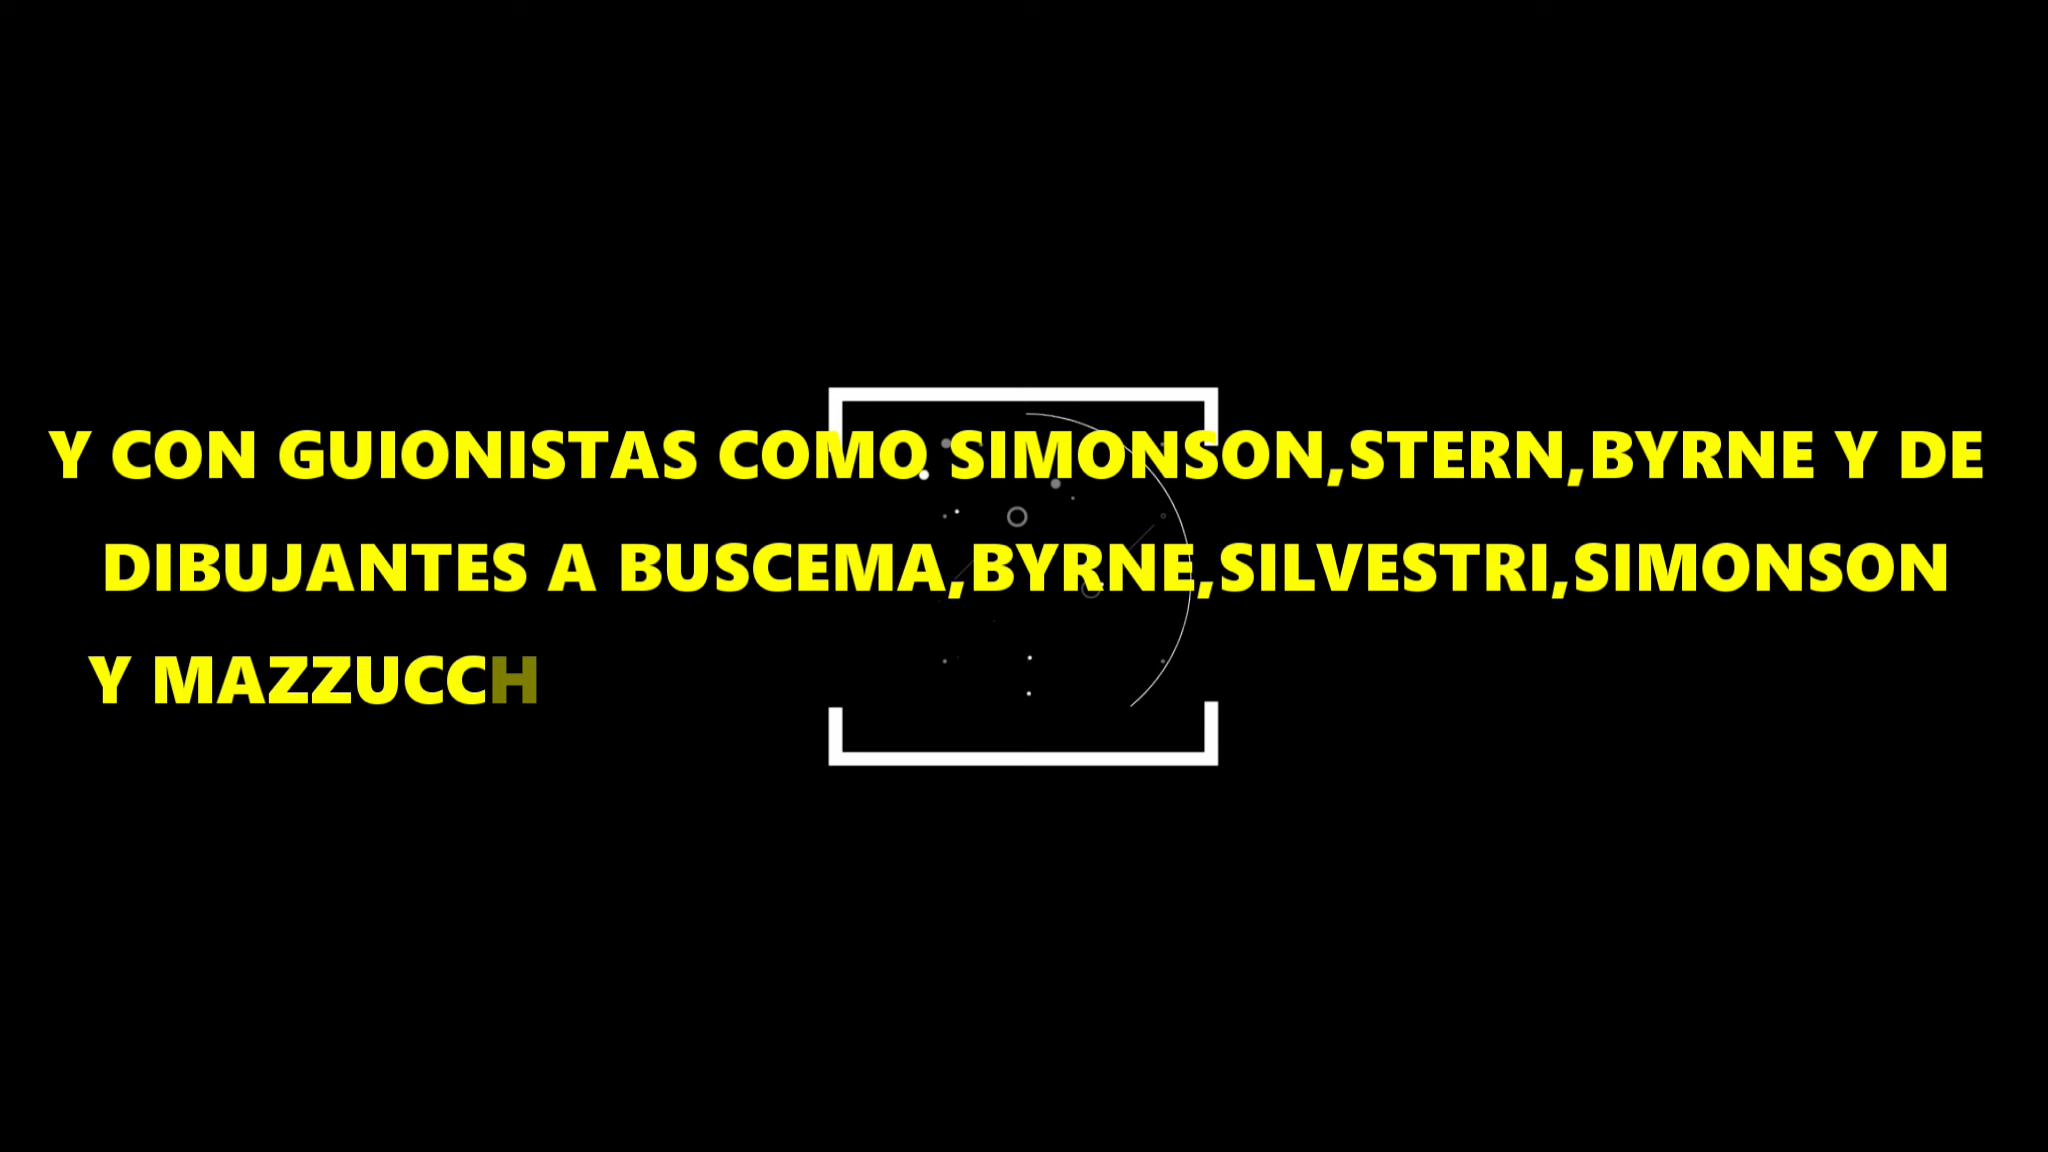 Y CON GUIONISTAS COMO SIMONSON,STERN,BYRNE Y DE
DIBUJANTES A BUSCEMA,BYRNE,SILVESTRI,SIMONSON
Y MAZZUCCH